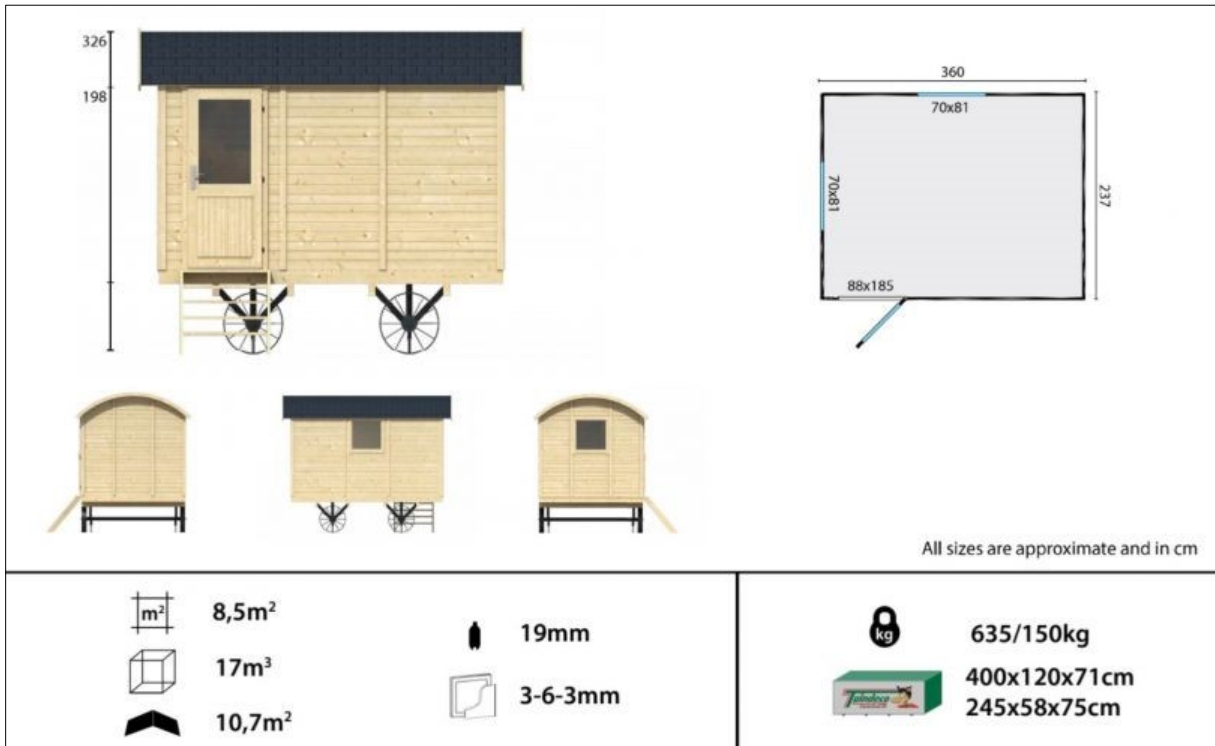 326
198
360
70x81
70x81
237
88x185
All sizes are approximate and in cm
m²
8,5m²
17m³
10,7m²
19mm
3-6-3mm
kg
635/150kg
Tuindeco
400x120x71cm
245x58x75cm